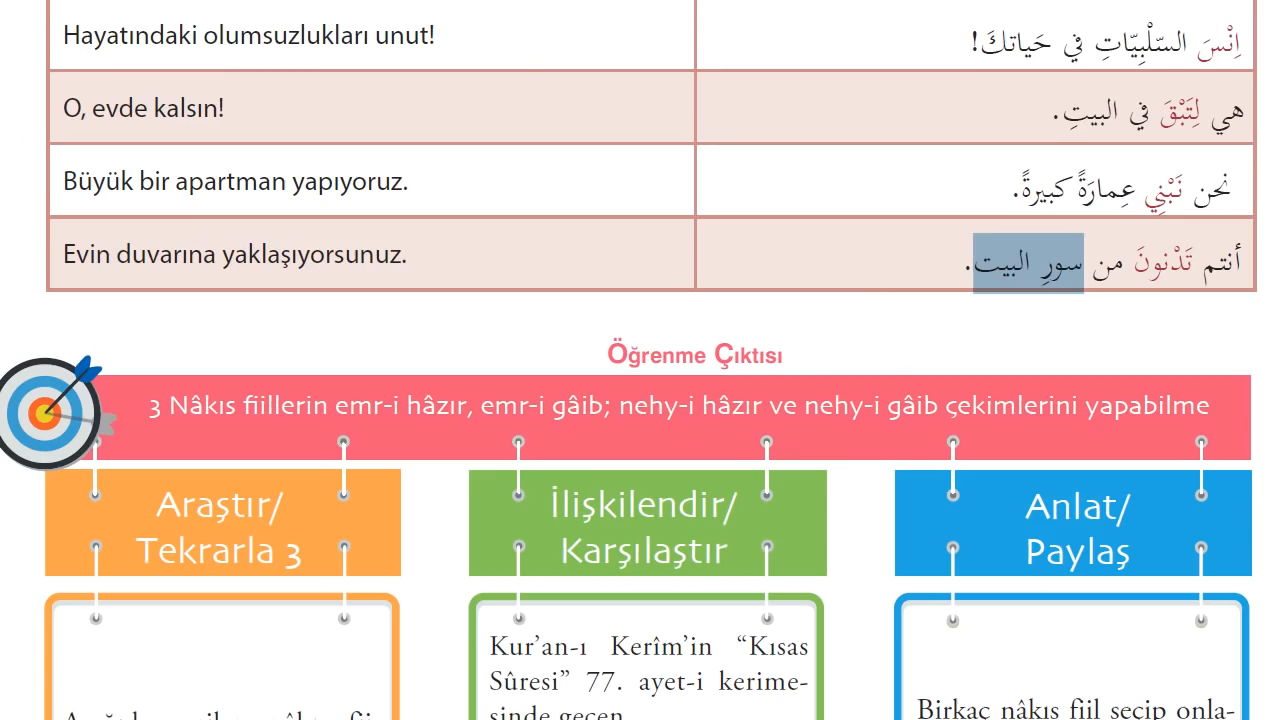 Hayatındaki olumsuzlukları unut!
اِنْسَ السّلْبِيّاتِ في حَياتكَ!
O, evde kalsın!
هي لِتَبْقَ في البيتِ.
Büyük bir apartman yapıyoruz.
نحن نَبْنِي عِمارَةً كبيرةً.
Evin duvarına yaklaşıyorsunuz.
أنتم تَدْنونَ من سورِ البيت.
Öğrenme Çıktısı
3 Nâkıs fiillerin emr-i hâzır, emr-i gâib; nehy-i hâzır ve nehy-i gâib çekimlerini yapabilme
Araştır/
Tekrarla 3
İlişkilendir/
Karşılaştır
Anlat/
Paylaş
Kur’an-ı Kerîm’in “Kısas
Sûresi” 77. ayet-i kerime-
sinde geçen
Birkaç nâkıs fiil seçip onla-